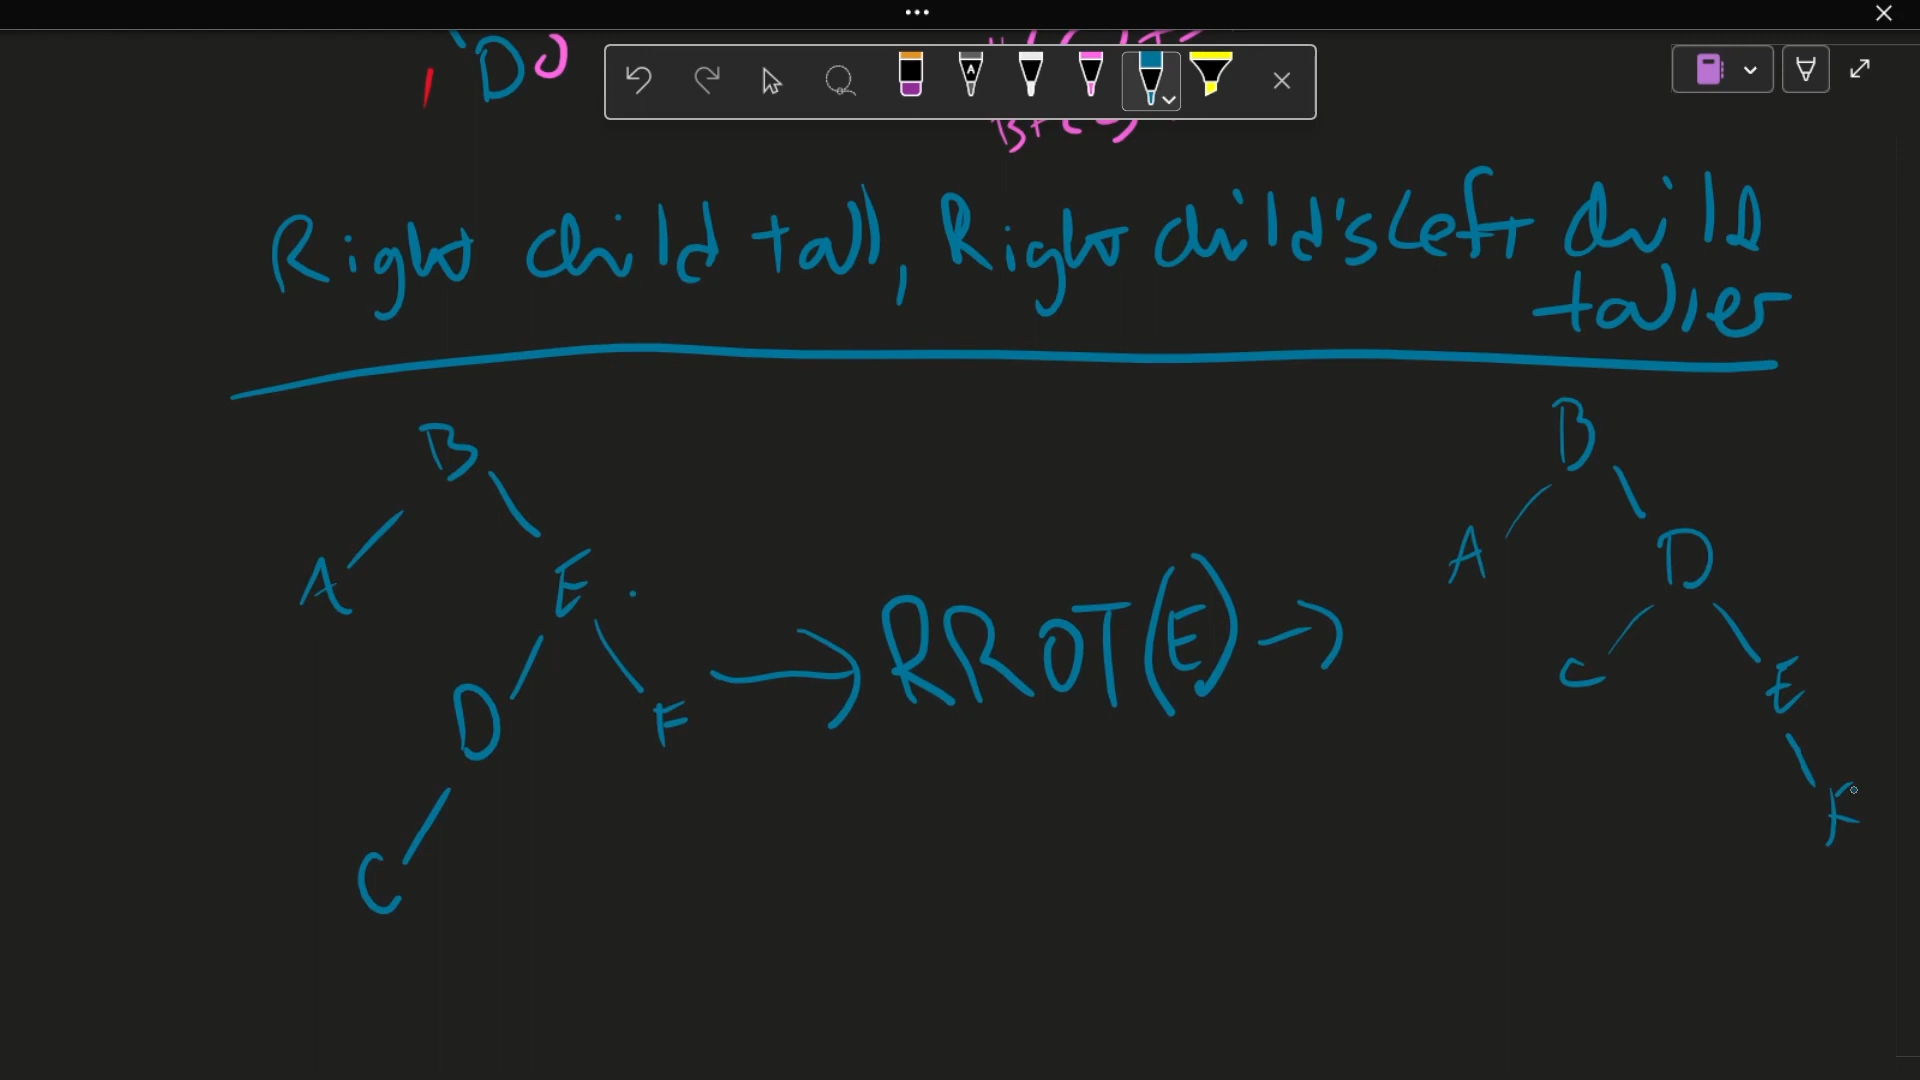 D
Right child tall, Right child's Left child
taller
B
B
A
E
A
D
RROT(E)
C
E
D
F
F
C